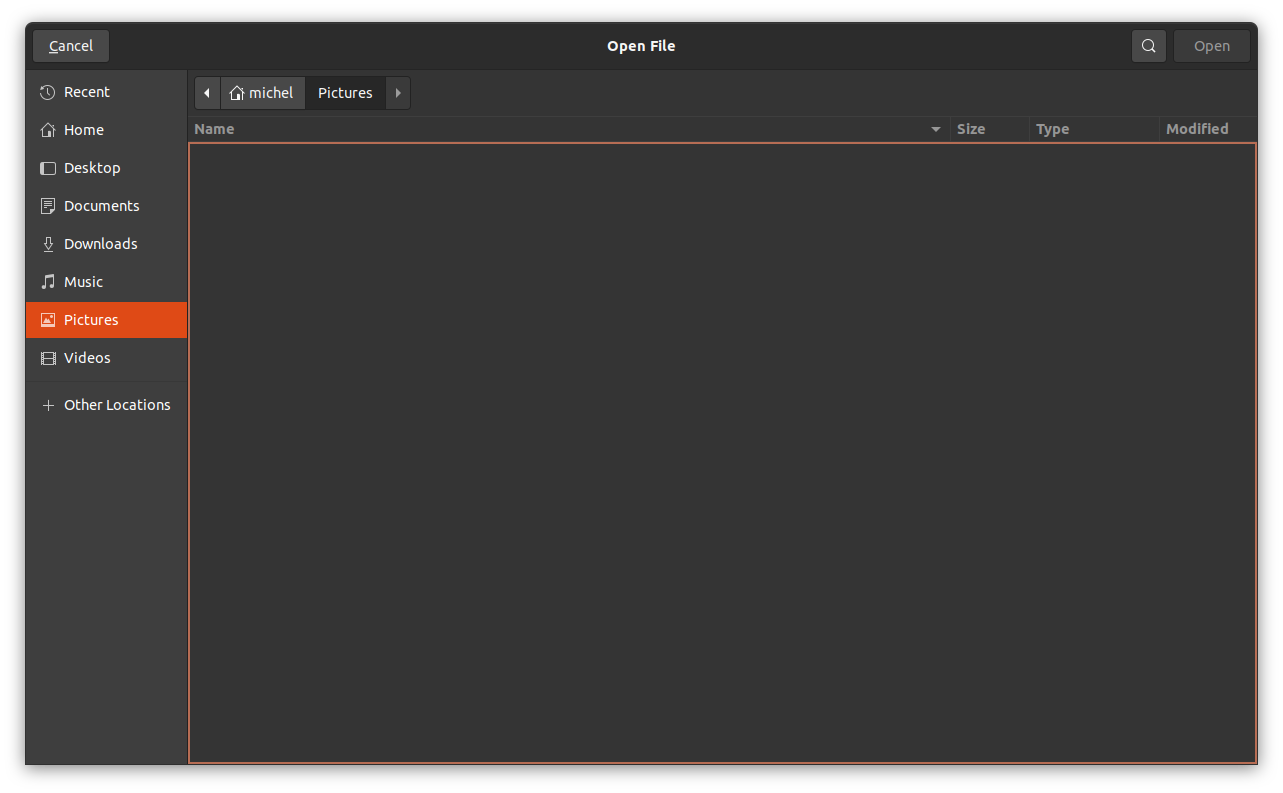 Cancel
Open File
Open
Recent
Home
Desktop
Documents
Downloads
Music
Pictures
Videos
Other Locations
michel Pictures
Name Size Type Modified